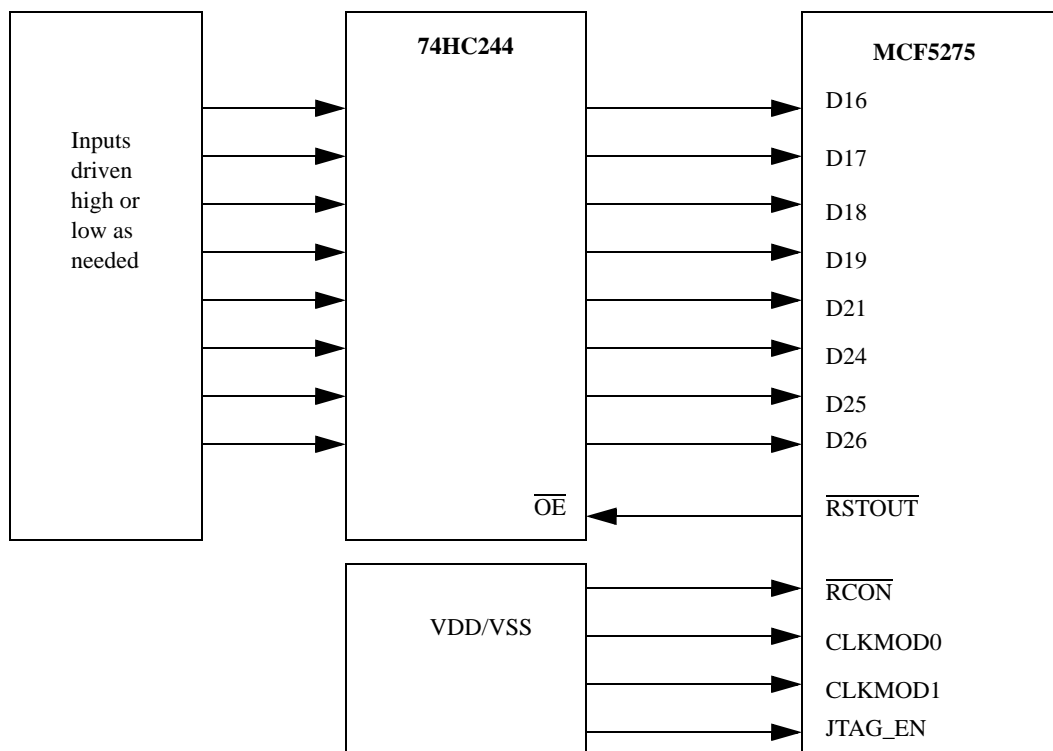 74HC244
MCF5275
Inputs
driven
high or
low as
needed
D16
D17
D18
D19
D21
D24
D25
D26
OE
RSTOUT
VDD/VSS
RCON
CLKMOD0
CLKMOD1
JTAG_EN